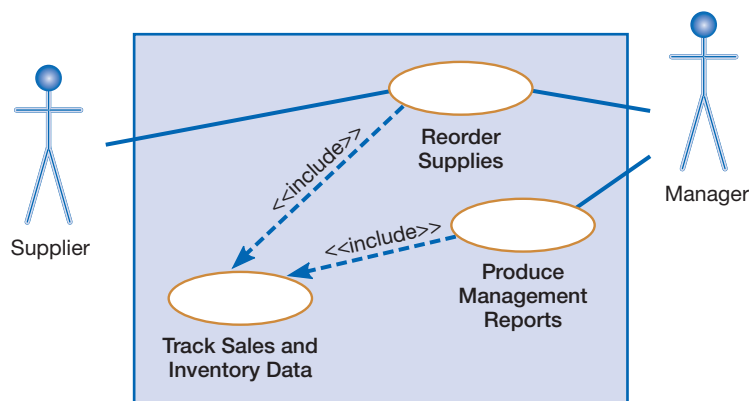 Supplier
Manager
Reorder
Supplies
<<include>>
<<include>>
Produce
Management
Reports
Track Sales and
Inventory Data